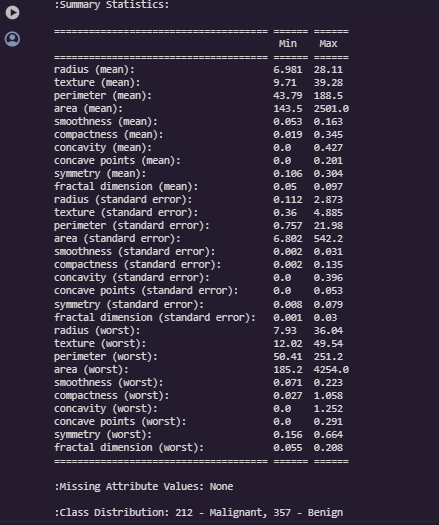 :Summary Statistics:
===================================== ====== ======
Min Max
===================================== ====== ======
radius (mean): 6.981 28.11
texture (mean): 9.71 39.28
perimeter (mean): 43.79 188.5
area (mean): 143.5 2501.0
smoothness (mean): 0.053 0.163
compactness (mean): 0.019 0.345
concavity (mean): 0.0 0.427
concave points (mean): 0.0 0.201
symmetry (mean): 0.106 0.304
fractal dimension (mean): 0.05 0.097
radius (standard error): 0.112 2.873
texture (standard error): 0.36 4.885
perimeter (standard error): 0.757 21.98
area (standard error): 6.802 542.2
smoothness (standard error): 0.002 0.031
compactness (standard error): 0.002 0.135
concavity (standard error): 0.0 0.396
concave points (standard error): 0.0 0.053
symmetry (standard error): 0.008 0.079
fractal dimension (standard error): 0.001 0.03
radius (worst): 7.93 36.04
texture (worst): 12.02 49.54
perimeter (worst): 50.41 251.2
area (worst): 185.2 4254.0
smoothness (worst): 0.071 0.223
compactness (worst): 0.027 1.058
concavity (worst): 0.0 1.252
concave points (worst): 0.0 0.291
symmetry (worst): 0.156 0.664
fractal dimension (worst): 0.055 0.208
===================================== ====== ======
:Missing Attribute Values: None
:Class Distribution: 212 - Malignant, 357 - Benign